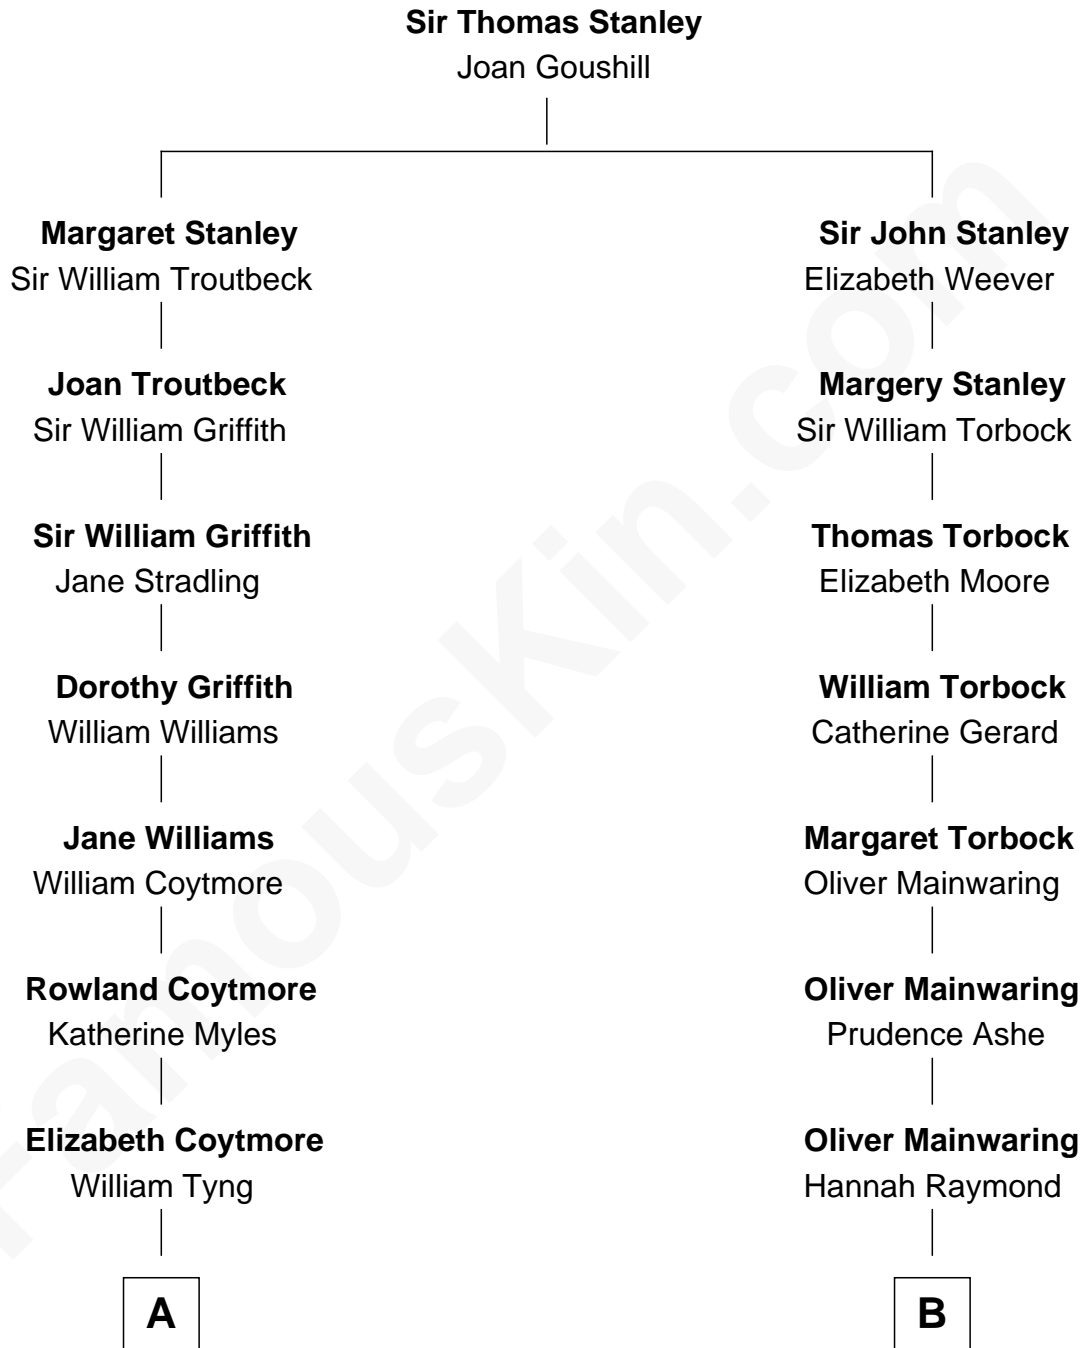 Sir Thomas Stanley
Joan Goushill
Margaret Stanley
Sir William Troutbeck
Sir John Stanley
Elizabeth Weever
Joan Troutbeck
Sir William Griffith
Margery Stanley
Sir William Torbock
Sir William Griffith
Jane Stradling
Thomas Torbock
Elizabeth Moore
Dorothy Griffith
William Williams
William Torbock
Catherine Gerard
Jane Williams
William Coytmore
Margaret Torbock
Oliver Mainwaring
Rowland Coytmore
Katherine Myles
Oliver Mainwaring
Prudence Ashe
Elizabeth Coytmore
William Tyng
Oliver Mainwaring
Hannah Raymond
A
B
FamousKin.com